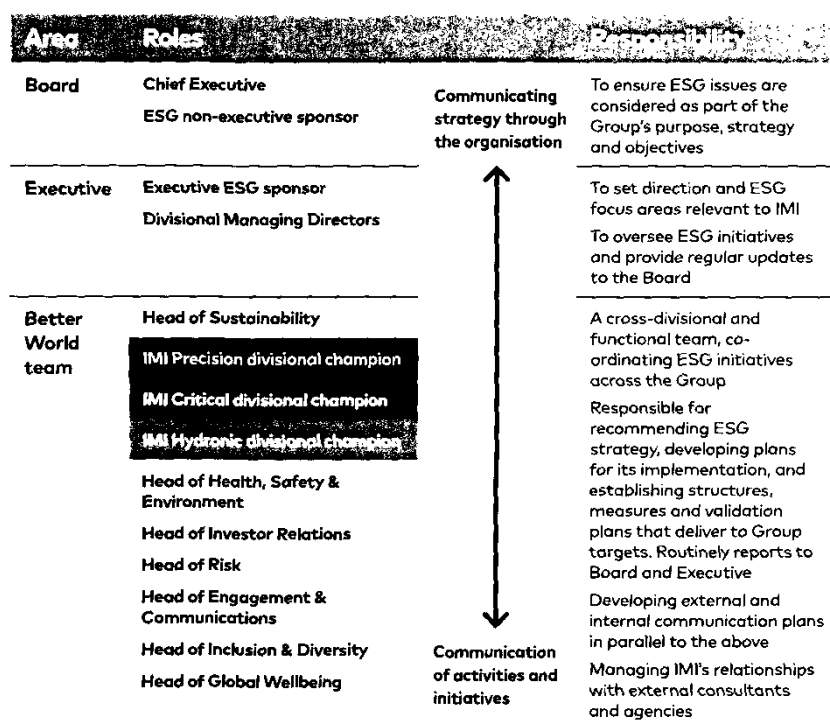 Area
Roles
Responsibility
Board
Chief Executive
ESG non-executive sponsor
Communicating
strategy through
the organisation
To ensure ESG issues are
considered as part of the
Group's purpose, strategy
and objectives
Executive
Executive ESG sponsor
Divisional Managing Directors
To set direction and ESG
focus areas relevant to IMI
To oversee ESG initiatives
and provide regular updates
to the Board
Better
World
team
Head of Sustainability
IMI Precision divisional champion
IMI Critical divisional champion
IMI Hydronic divisional champion
Head of Health, Safety &
Environment
Head of Investor Relations
Head of Risk
Head of Engagement &
Communications
Head of Inclusion & Diversity
Head of Global Wellbeing
Communication
of activities and
initiatives
A cross-divisional and
functional team, co-
ordinating ESG initiatives
across the Group
Responsible for
recommending ESG
strategy, developing plans
for its implementation, and
establishing structures,
measures and validation
plans that deliver to Group
targets. Routinely reports to
Board and Executive
Developing external and
internal communication plans
in parallel to the above
Managing IMI's relationships
with external consultants
and agencies